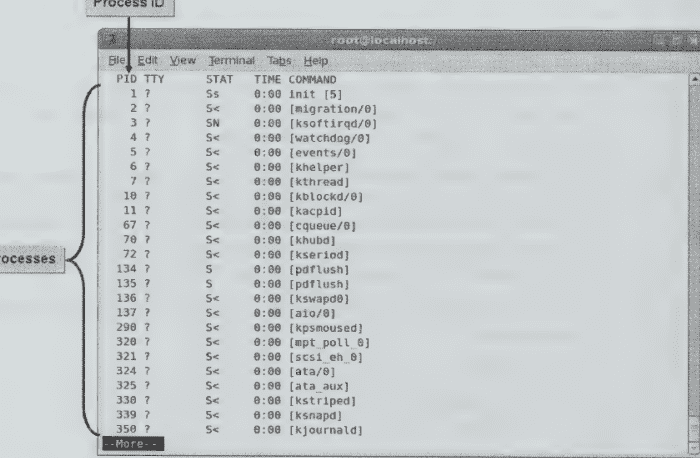 Process ID
root@localhost:
File Edit View Terminal Tabs Help
PID TTY STAT TIME COMMAND
1 ? Ss 0:00 init [5]
2 ? S< 0:00 [migration/0]
3 ? SN 0:00 [ksoftirqd/0]
4 ? S< 0:00 [watchdog/0]
5 ? S< 0:00 [events/0]
6 ? S< 0:00 [khelper]
7 ? S< 0:00 [kthread]
10 ? S< 0:00 [kblockd/0]
11 ? S< 0:00 [kacpid]
67 ? S< 0:00 [cqueue/0]
70 ? S< 0:00 [khubd]
72 ? S< 0:00 [kseriod]
134 ? S 0:00 [pdflush]
135 ? S 0:00 [pdflush]
136 ? S< 0:00 [kswapd0]
137 ? S< 0:00 [aio/0]
290 ? S< 0:00 [kpsmoused]
320 ? S< 0:00 [mpt_poll_0]
321 ? S< 0:00 [scsi_eh_0]
324 ? S< 0:00 [ata/0]
325 ? S< 0:00 [ata_aux]
330 ? S< 0:00 [kstriped]
339 ? S< 0:00 [ksnapd]
350 ? S< 0:00 [kjournald]
--More--
ocesses